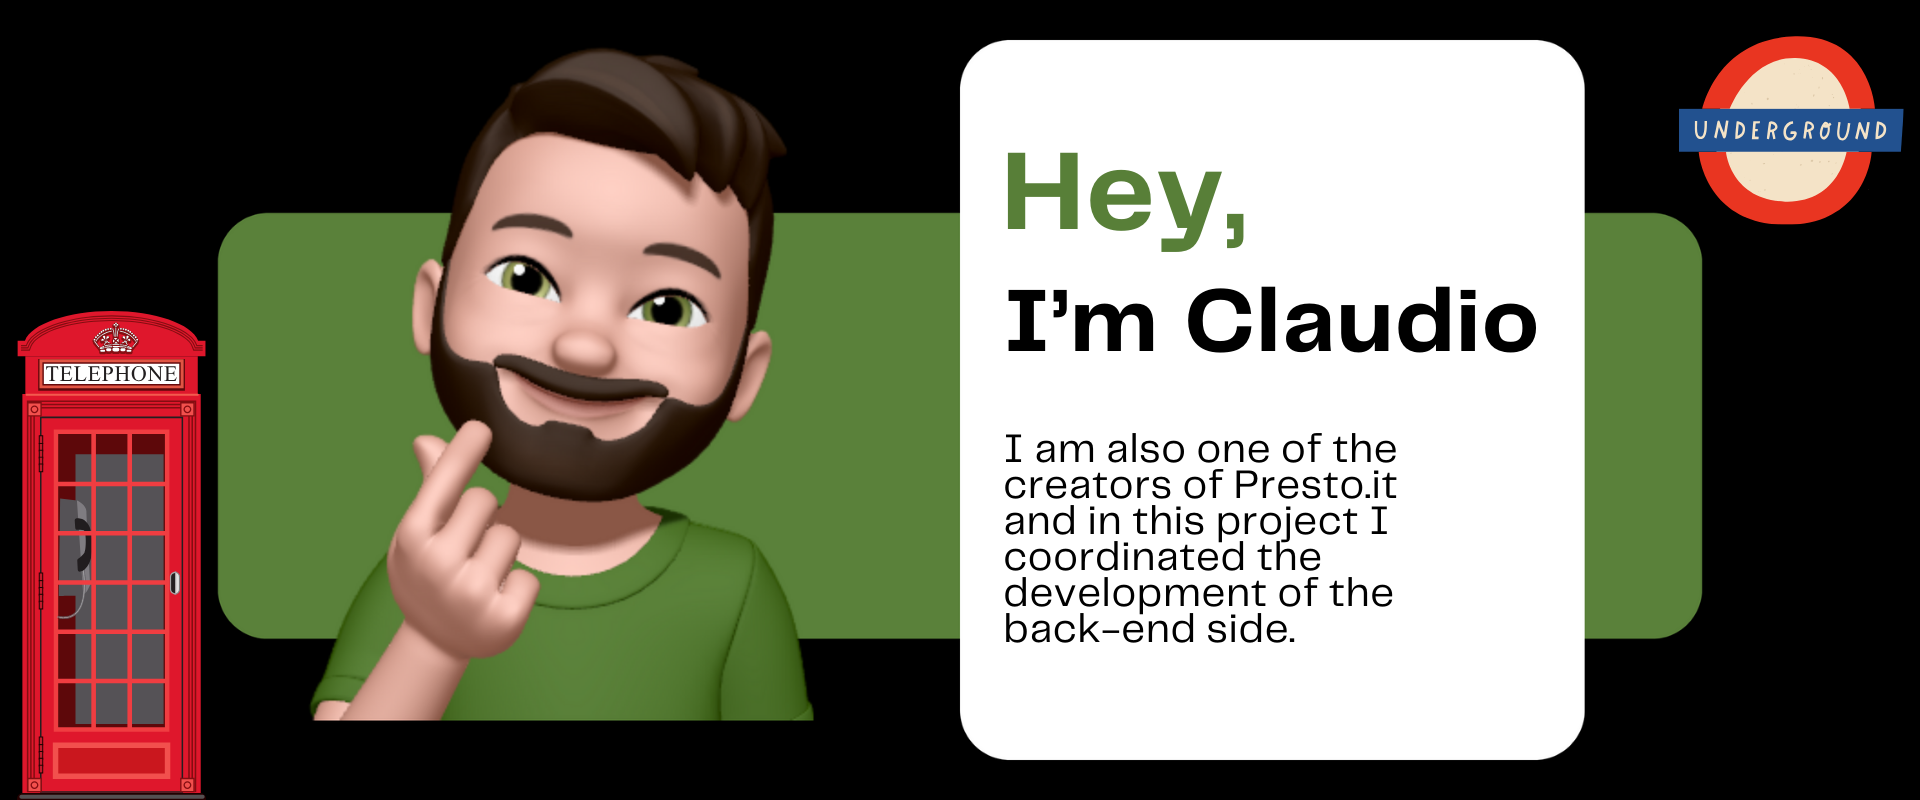 TELEPHONE
Hey,
I’m Claudio
I am also one of the
creators of Presto.it
and in this project I
coordinated the
development of the
back-end side.
UNDERGROUND